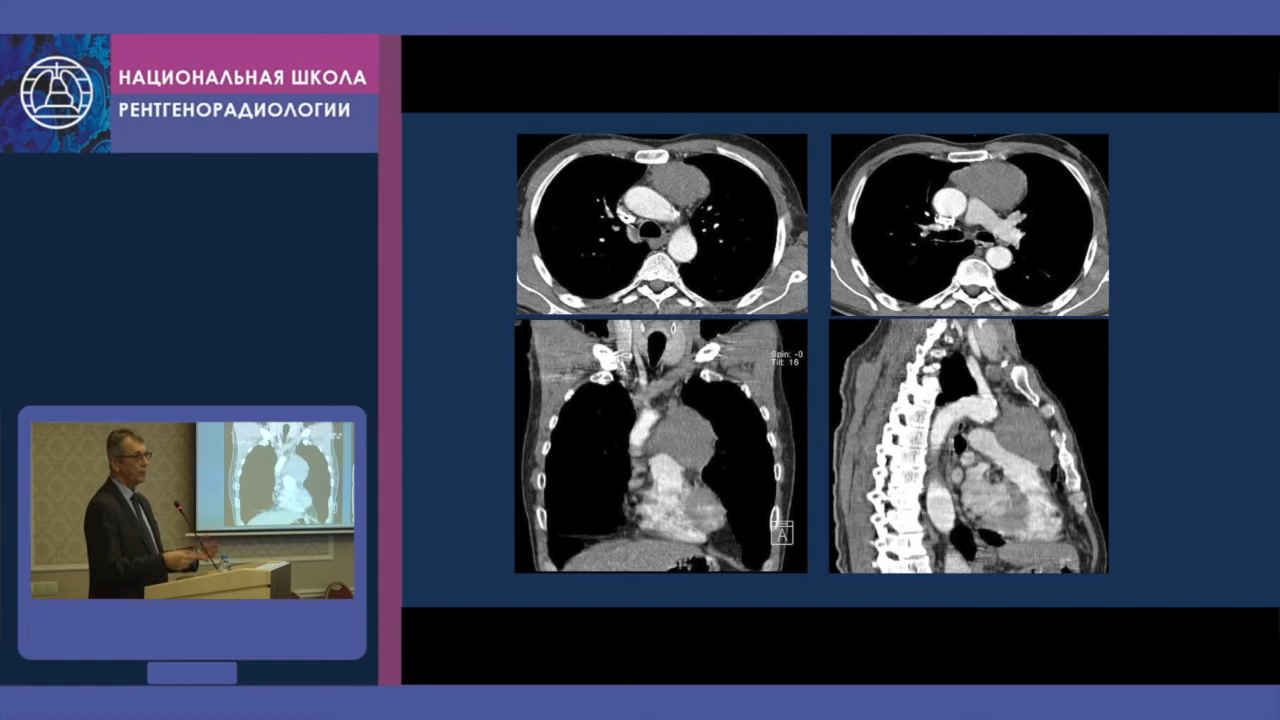 НАЦИОНАЛЬНАЯ ШКОЛА
РЕНТГЕНОРАДИОЛОГИИ
Spin: -0
Tilt: 16
A